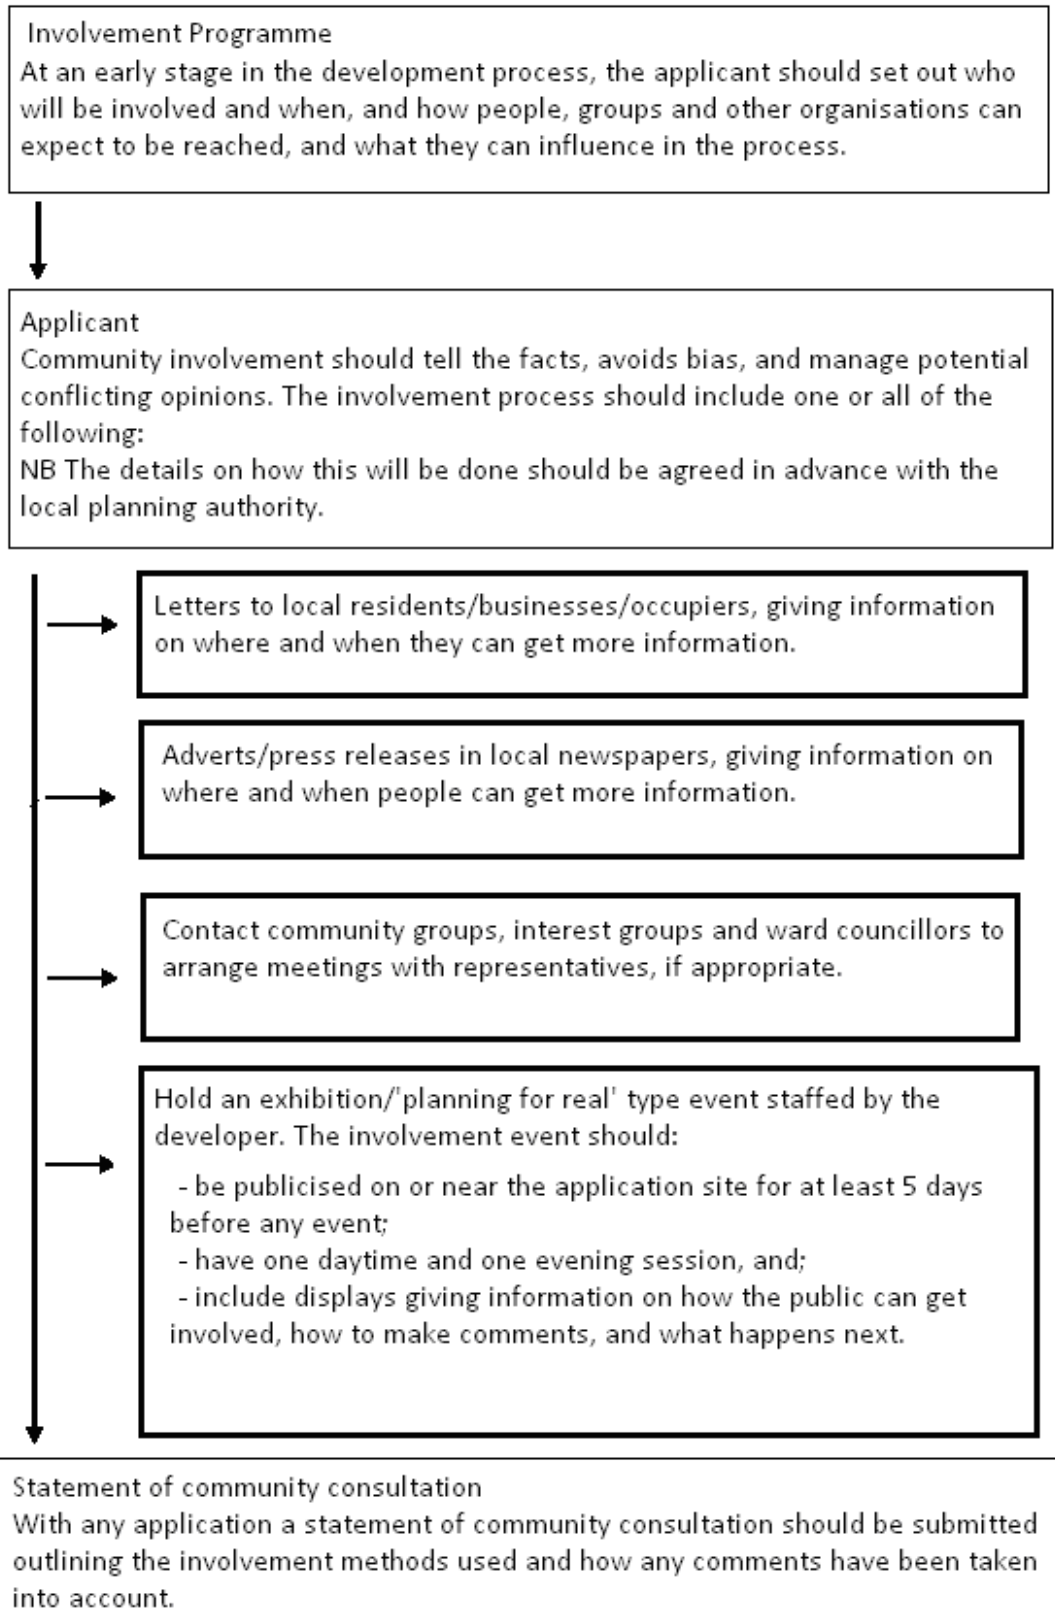 Involvement Programme
At an early stage in the development process, the applicant should set out who
will be involved and when, and how people, groups and other organisations can
expect to be reached, and what they can influence in the process.
Applicant
Community involvement should tell the facts, avoids bias, and manage potential
conflicting opinions. The involvement process should include one or all of the
following:
NB The details on how this will be done should be agreed in advance with the
local planning authority.
Letters to local residents/businesses/occupiers, giving information
on where and when they can get more information.
Adverts/press releases in local newspapers, giving information on
where and when people can get more information.
Contact community groups, interest groups and ward councillors to
arrange meetings with representatives, if appropriate.
Hold an exhibition/'planning for real' type event staffed by the
developer. The involvement event should:
- be publicised on or near the application site for at least 5 days
before any event;
- have one daytime and one evening session, and;
- include displays giving information on how the public can get
involved, how to make comments, and what happens next.
Statement of community consultation
With any application a statement of community consultation should be submitted
outlining the involvement methods used and how any comments have been taken
into account.